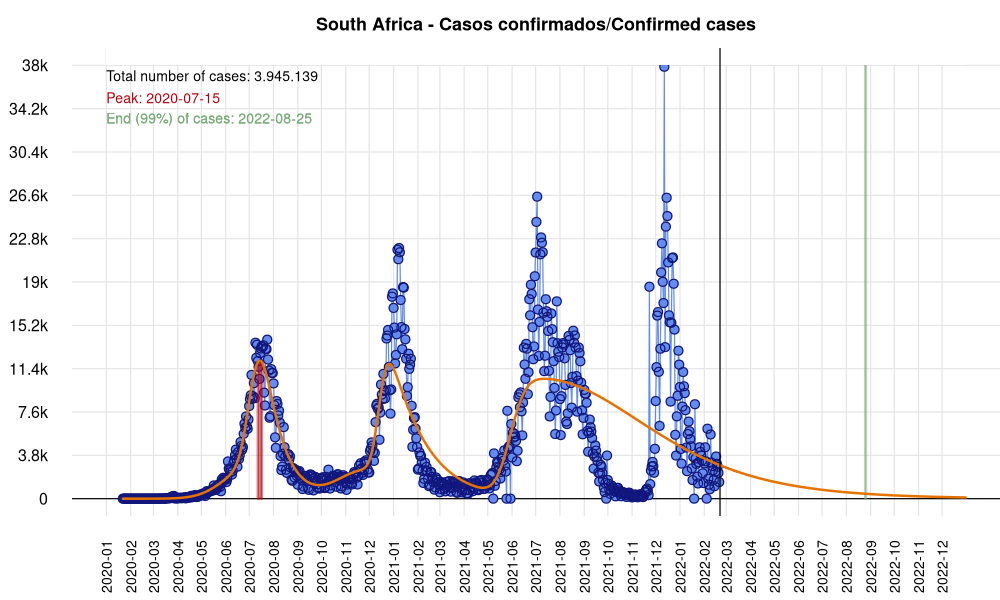 South Africa - Casos confirmados/Confirmed cases
Total number of cases: 3.945.139
Peak: 2020-07-15
End (99%) of cases: 2022-08-25
38k
34.2k
30.4k
26.6k
22.8k
19k
15.2k
11.4k
7.6k
3.8k
0
2020-01
2020-02
2020-03
2020-04
2020-05
2020-06
2020-07
2020-08
2020-09
2020-10
2020-11
2020-12
2021-01
2021-02
2021-03
2021-04
2021-05
2021-06
2021-07
2021-08
2021-09
2021-10
2021-11
2021-12
2022-01
2022-02
2022-03
2022-04
2022-05
2022-06
2022-07
2022-08
2022-09
2022-10
2022-11
2022-12